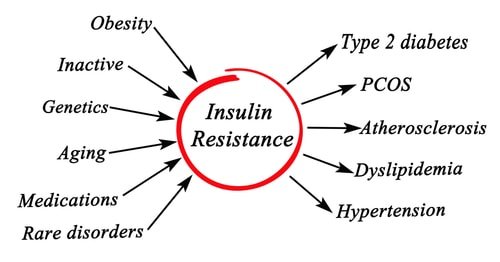 Obesity
Inactive
Genetics
Aging
Medications
Rare disorders
Insulin
Resistance
Type 2 diabetes
PCOS
Atherosclerosis
Dyslipidemia
Hypertension